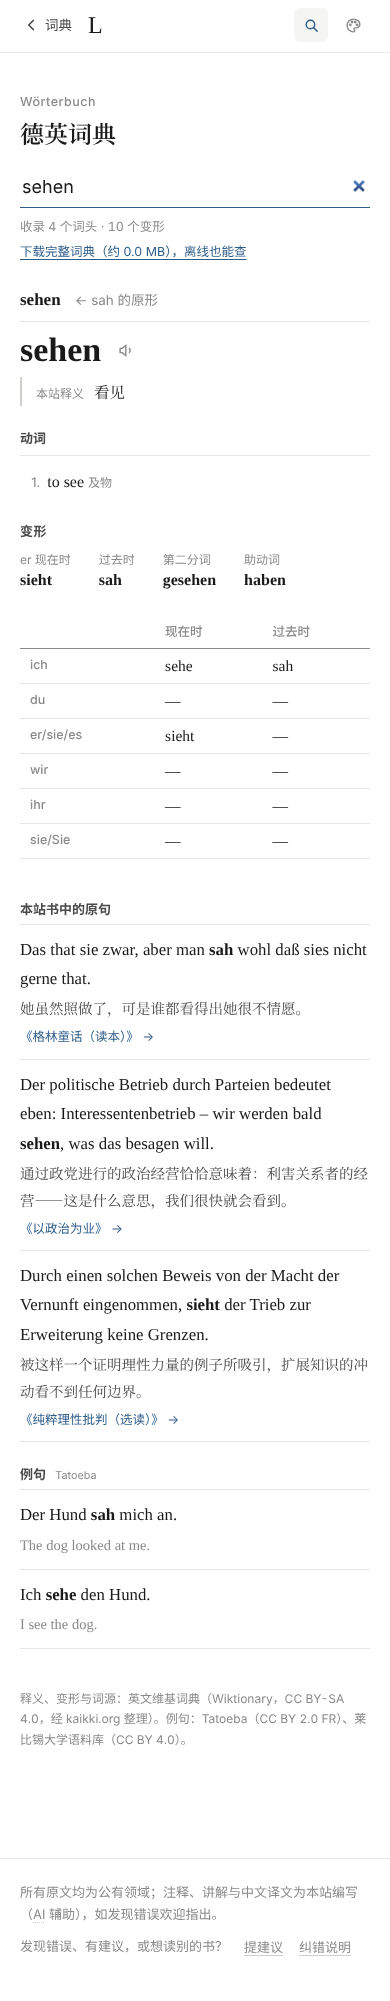 词典 L
Wörterbuch
德英词典
sehen
收录 4 个词头 · 10 个变形
下载完整词典（约 0.0 MB），离线也能查
sehen ← sah 的原形
sehen
本站释义 看见
动词
1. to see 及物
变形
er 现在时 过去时 第二分词 助动词
sieht sah gesehen haben
现在时 过去时
ich sehe sah
du — —
er/sie/es sieht —
wir — —
ihr — —
sie/Sie — —
本站书中的原句
Das that sie zwar, aber man sah wohl daß sies nicht
gerne that.
她虽然照做了，可是谁都看得出她很不情愿。
《格林童话（读本）》 →
Der politische Betrieb durch Parteien bedeutet
eben: Interessentenbetrieb – wir werden bald
sehen, was das besagen will.
通过政党进行的政治经营恰恰意味着：利害关系者的经
营——这是什么意思，我们很快就会看到。
《以政治为业》 →
Durch einen solchen Beweis von der Macht der
Vernunft eingenommen, sieht der Trieb zur
Erweiterung keine Grenzen.
被这样一个证明理性力量的例子所吸引，扩展知识的冲
动看不到任何边界。
《纯粹理性批判（选读）》 →
例句 Tatoeba
Der Hund sah mich an.
The dog looked at me.
Ich sehe den Hund.
I see the dog.
释义、变形与词源：英文维基词典（Wiktionary，CC BY-SA
4.0，经 kaikki.org 整理）。例句：Tatoeba（CC BY 2.0 FR）、莱
比锡大学语料库（CC BY 4.0）。
所有原文均为公有领域；注释、讲解与中文译文为本站编写
（AI 辅助），如发现错误欢迎指出。
发现错误、有建议，或想读别的书？ 提建议 纠错说明